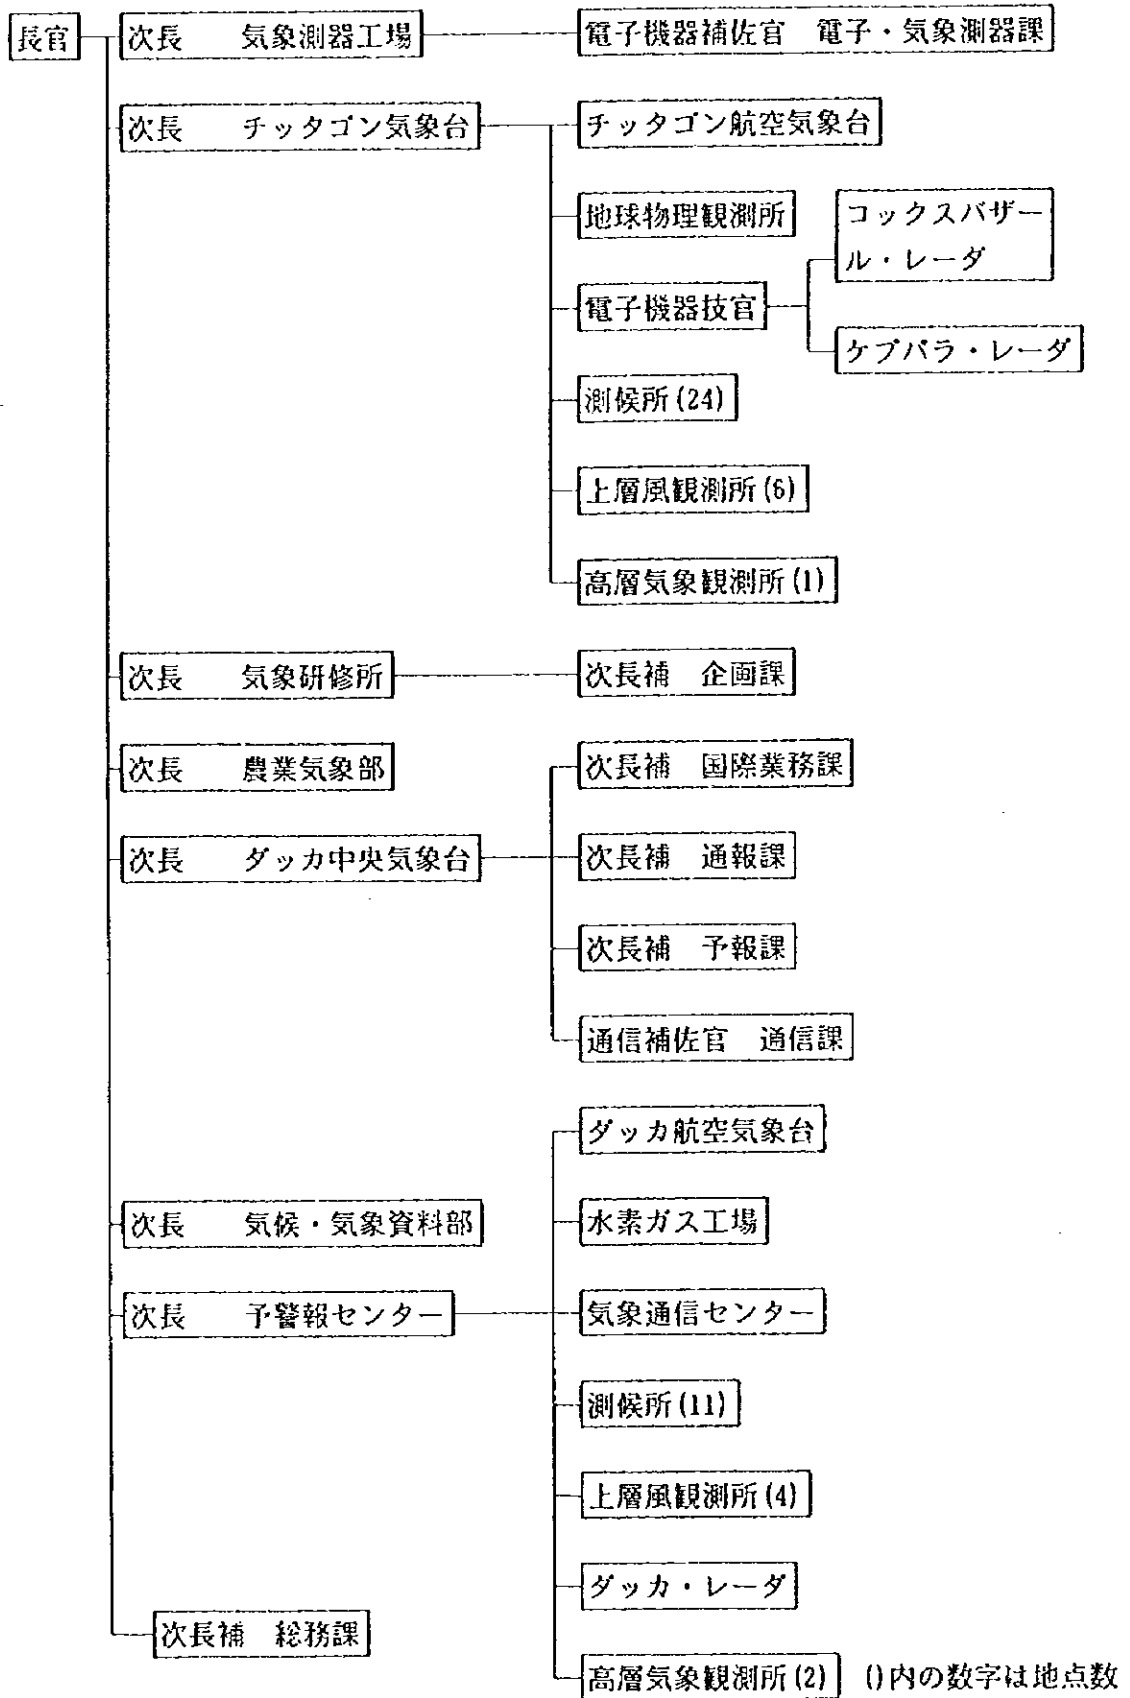 長官
次長 気象測器工場
電子機器補佐官 電子・気象測器課
次長 チッタゴン気象台
チッタゴン航空気象台
地球物理観測所
コックスバザー
ル・レーダ
電子機器技官
ケプパラ・レーダ
測候所(24)
上層風観測所(6)
高層気象観測所(1)
次長 気象研修所
次長補 企画課
次長 農業気象部
次長補 国際業務課
次長 ダッカ中央気象台
次長補 通報課
次長補 予報課
通信補佐官 通信課
ダッカ航空気象台
次長 気候・気象資料部
水素ガス工場
次長 予警報センター
気象通信センター
測候所(11)
上層風観測所(4)
ダッカ・レーダ
次長補 総務課
高層気象観測所(2) ()内の数字は地点数